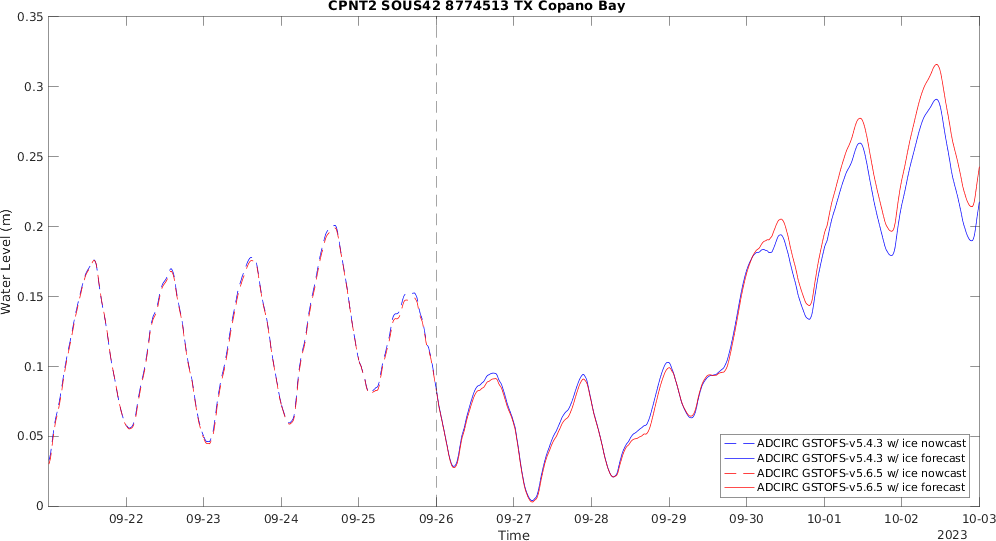 CPNT2 SOUS42 8774513 TX Copano Bay
0.35
0.3
0.25
0.2
0.15
0.1
0.05
0
Water Level (m)
ADCIRC GSTOFS-v5.4.3 w/ ice nowcast
ADCIRC GSTOFS-v5.4.3 w/ ice forecast
ADCIRC GSTOFS-v5.6.5 w/ ice nowcast
ADCIRC GSTOFS-v5.6.5 w/ ice forecast
09-22 09-23 09-24 09-25 09-26 09-27 09-28 09-29 09-30 10-01 10-02 10-03
Time
2023